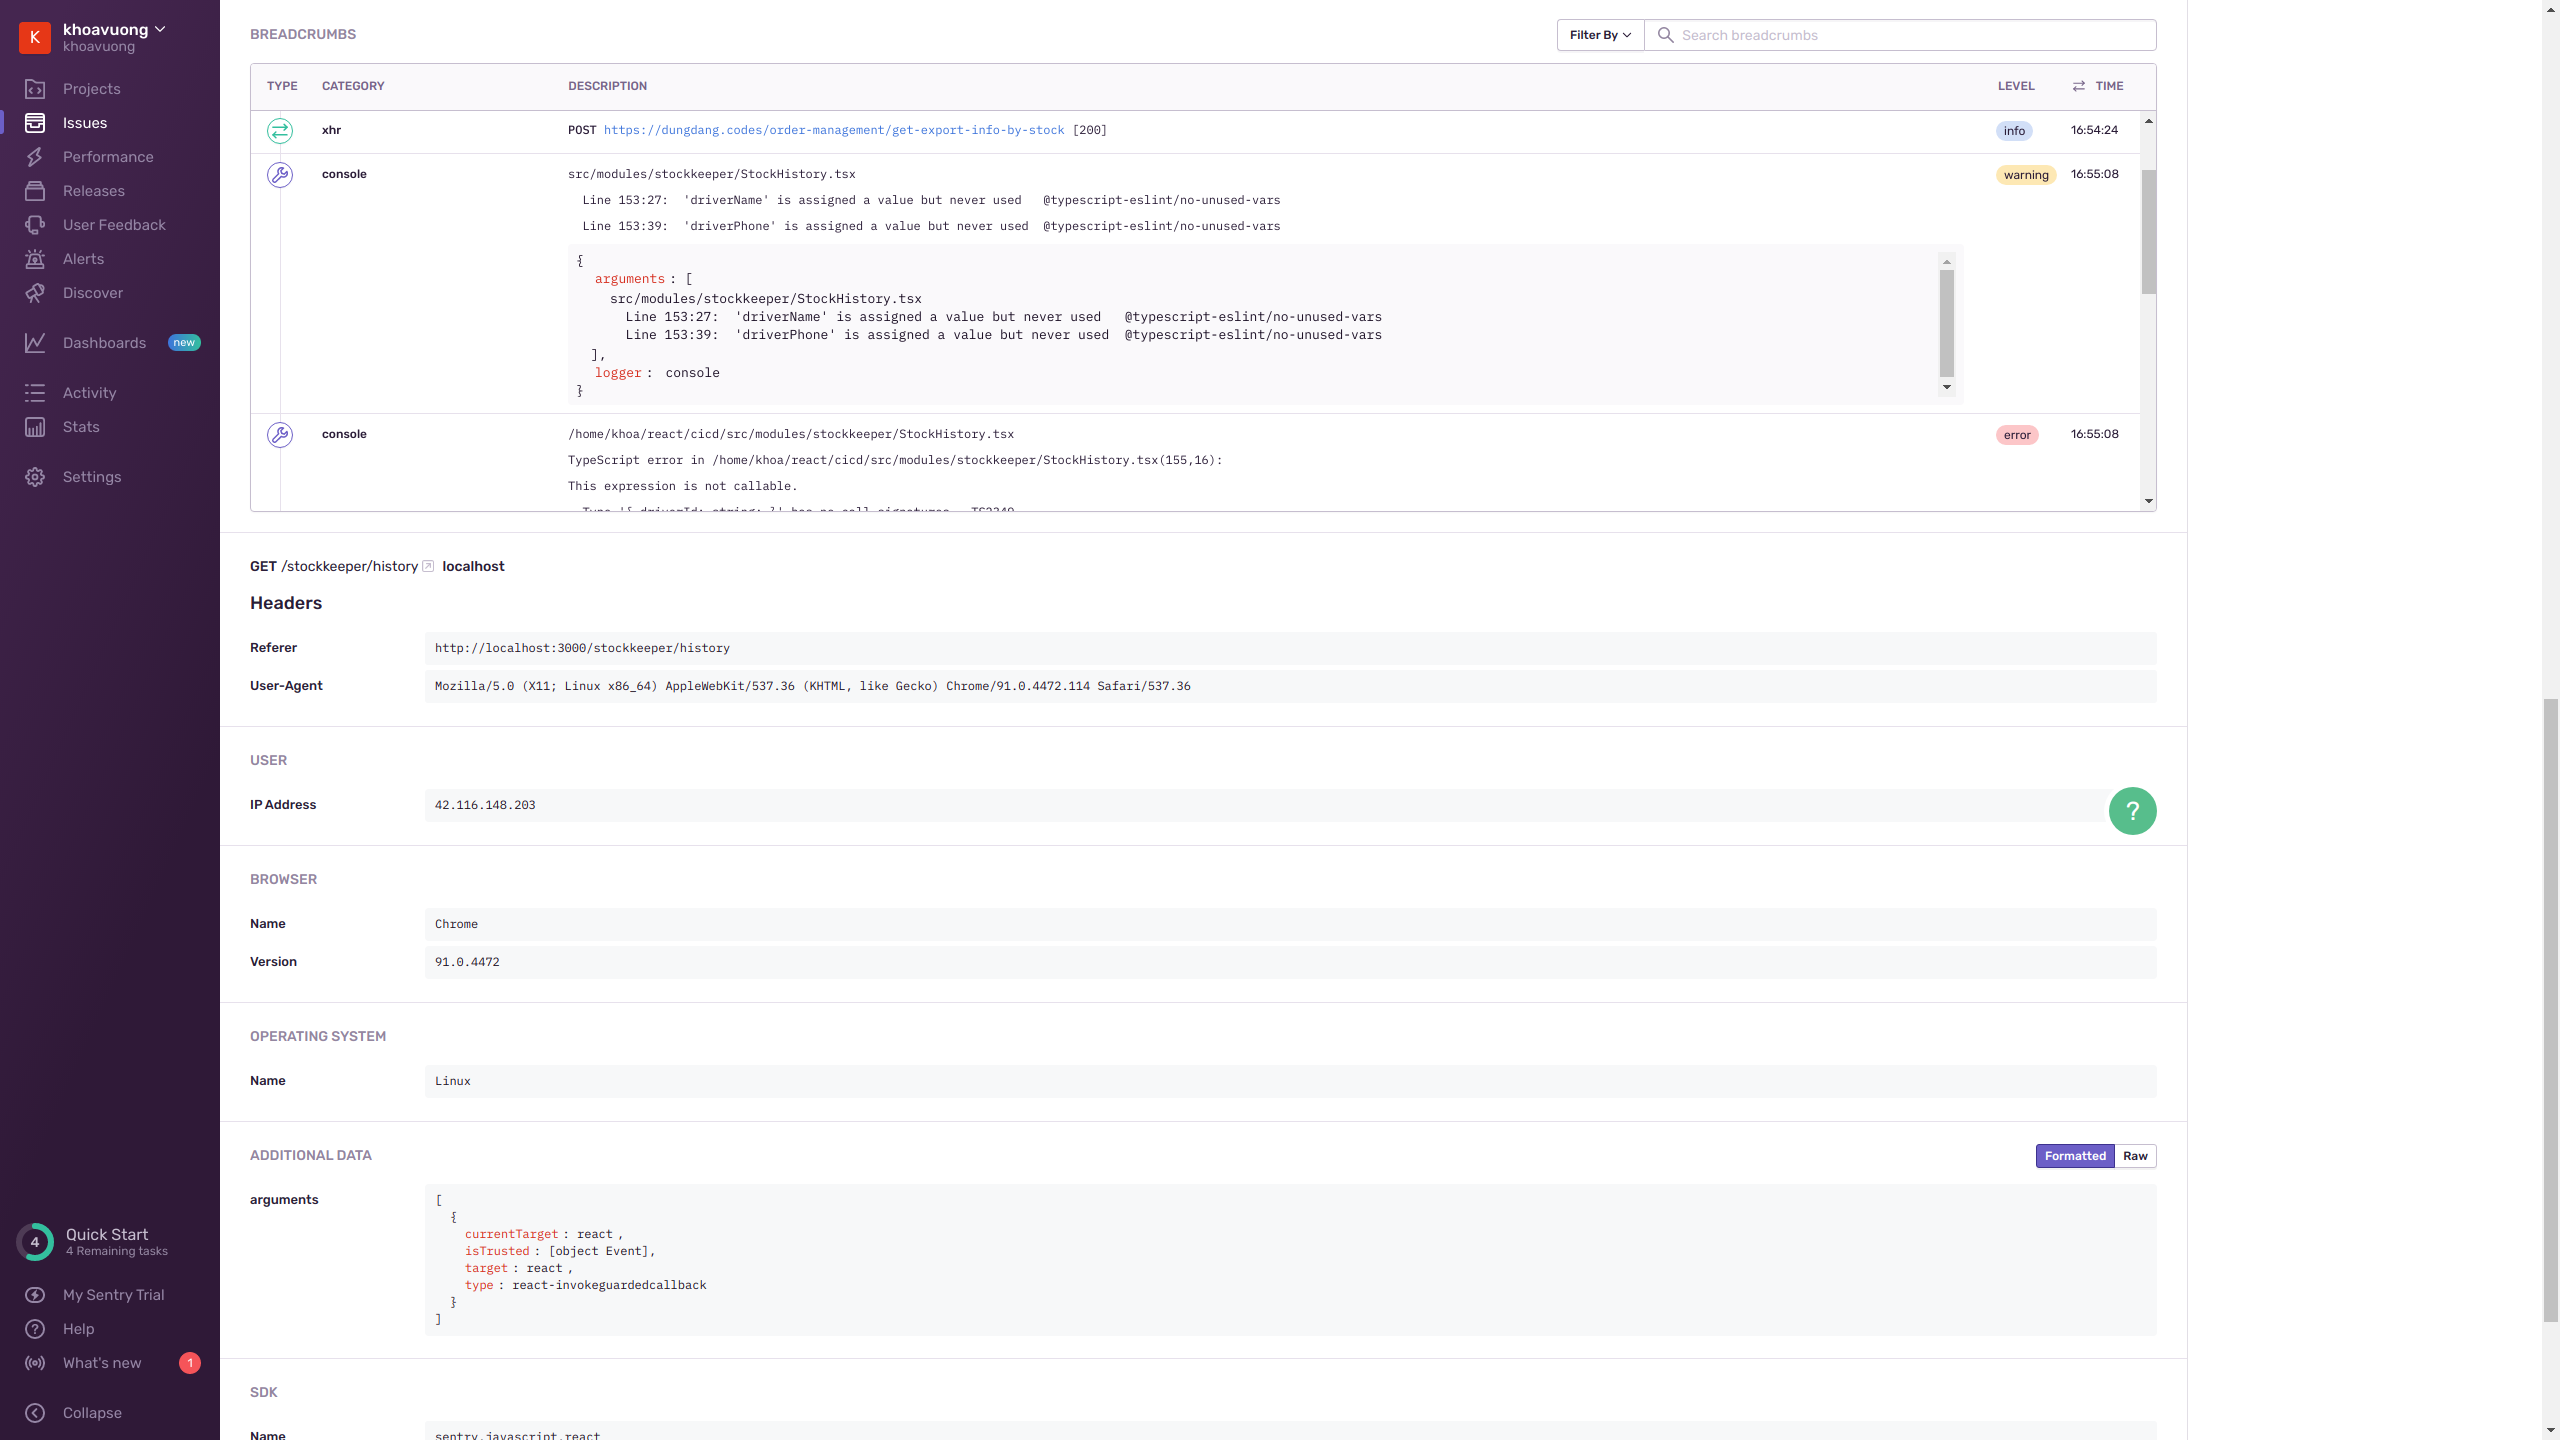 K
khoavuong
khoavuong
Projects
Issues
Performance
Releases
User Feedback
Alerts
Discover
Dashboards new
Activity
Stats
Settings
4
Quick Start
4 Remaining tasks
My Sentry Trial
Help
What's new 1
Collapse
BREADCRUMBS
Filter By
Search breadcrumbs
TYPE CATEGORY DESCRIPTION LEVEL TIME
xhr POST https://dungdang.codes/order-management/get-export-info-by-stock [200] info 16:54:24
console src/modules/stockkeeper/StockHistory.tsx warning 16:55:08
Line 153:27: 'driverName' is assigned a value but never used @typescript-eslint/no-unused-vars
Line 153:39: 'driverPhone' is assigned a value but never used @typescript-eslint/no-unused-vars
{
arguments : [
src/modules/stockkeeper/StockHistory.tsx
Line 153:27: 'driverName' is assigned a value but never used @typescript-eslint/no-unused-vars
Line 153:39: 'driverPhone' is assigned a value but never used @typescript-eslint/no-unused-vars
],
logger : console
}
console /home/khoa/react/cicd/src/modules/stockkeeper/StockHistory.tsx error 16:55:08
TypeScript error in /home/khoa/react/cicd/src/modules/stockkeeper/StockHistory.tsx(155,16):
This expression is not callable.
Type '{ driverId: string; }' has no call signatures. TS2349
GET /stockkeeper/history localhost
Headers
Referer http://localhost:3000/stockkeeper/history
User-Agent Mozilla/5.0 (X11; Linux x86_64) AppleWebKit/537.36 (KHTML, like Gecko) Chrome/91.0.4472.114 Safari/537.36
USER
IP Address 42.116.148.203
?
BROWSER
Name Chrome
Version 91.0.4472
OPERATING SYSTEM
Name Linux
ADDITIONAL DATA
Formatted Raw
arguments [
{
currentTarget : react ,
isTrusted : [object Event],
target : react ,
type : react-invokeguardedcallback
}
]
SDK
Name sentry.javascript.react